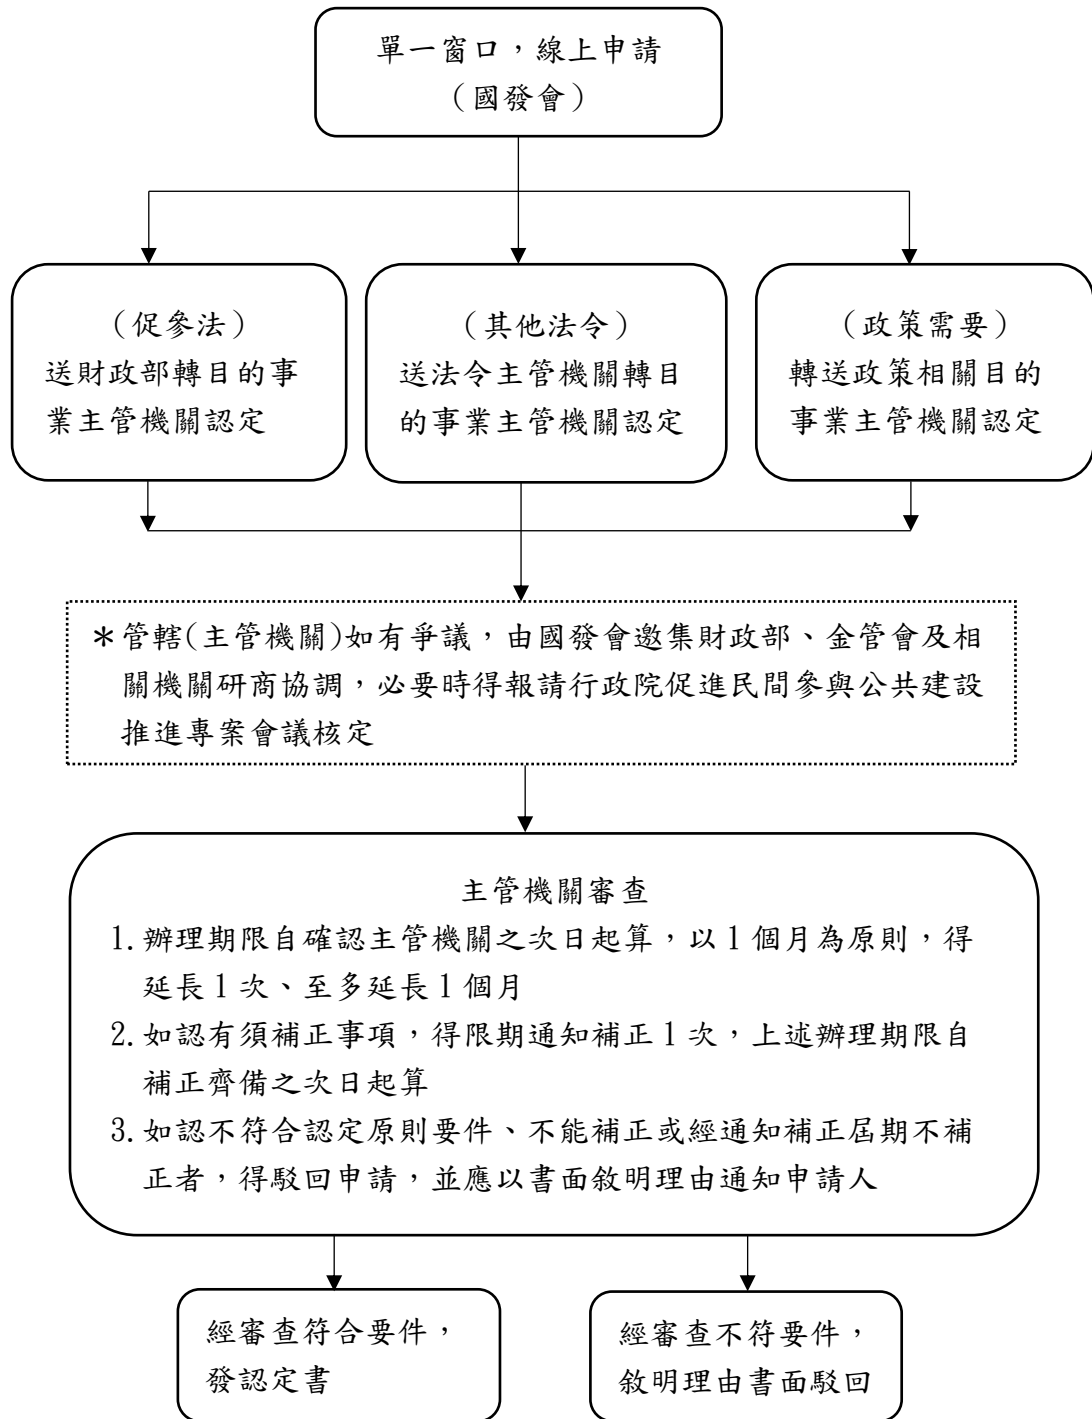 單一窗口，線上申請
（國發會）
（促參法）
送財政部轉目的事
業主管機關認定
（其他法令）
送法令主管機關轉目
的事業主管機關認定
（政策需要）
轉送政策相關目的
事業主管機關認定
＊管轄(主管機關)如有爭議，由國發會邀集財政部、金管會及相
關機關研商協調，必要時得報請行政院促進民間參與公共建設
推進專案會議核定
主管機關審查
1. 辦理期限自確認主管機關之次日起算，以 1 個月為原則，得
延長 1 次、至多延長 1 個月
2. 如認有須補正事項，得限期通知補正 1 次，上述辦理期限自
補正齊備之次日起算
3. 如認不符合認定原則要件、不能補正或經通知補正屆期不補
正者，得駁回申請，並應以書面敘明理由通知申請人
經審查符合要件，
發認定書
經審查不符要件，
敘明理由書面駁回